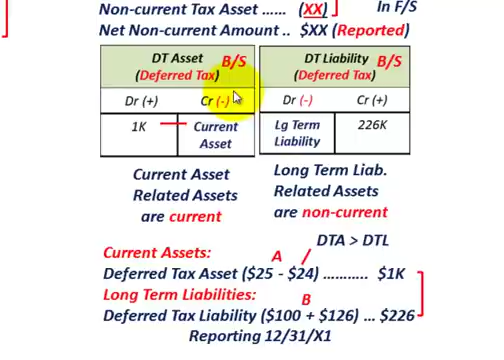 Non-current Tax Asset ...... (XX)
In F/S
Net Non-current Amount .. $XX (Reported)
DT Asset B/S
(Deferred Tax)
Dr (+) Cr (-)
1K Current
Asset
DT Liability B/S
(Deferred Tax)
Dr (-) Cr (+)
Lg Term 226K
Liability
Current Asset
Related Assets
are current
Long Term Liab.
Related Assets
are non-current
DTA > DTL
Current Assets: A /
Deferred Tax Asset ($25 - $24) ........... $1K
Long Term Liabilities: B
Deferred Tax Liability ($100 + $126) ... $226
Reporting 12/31/X1